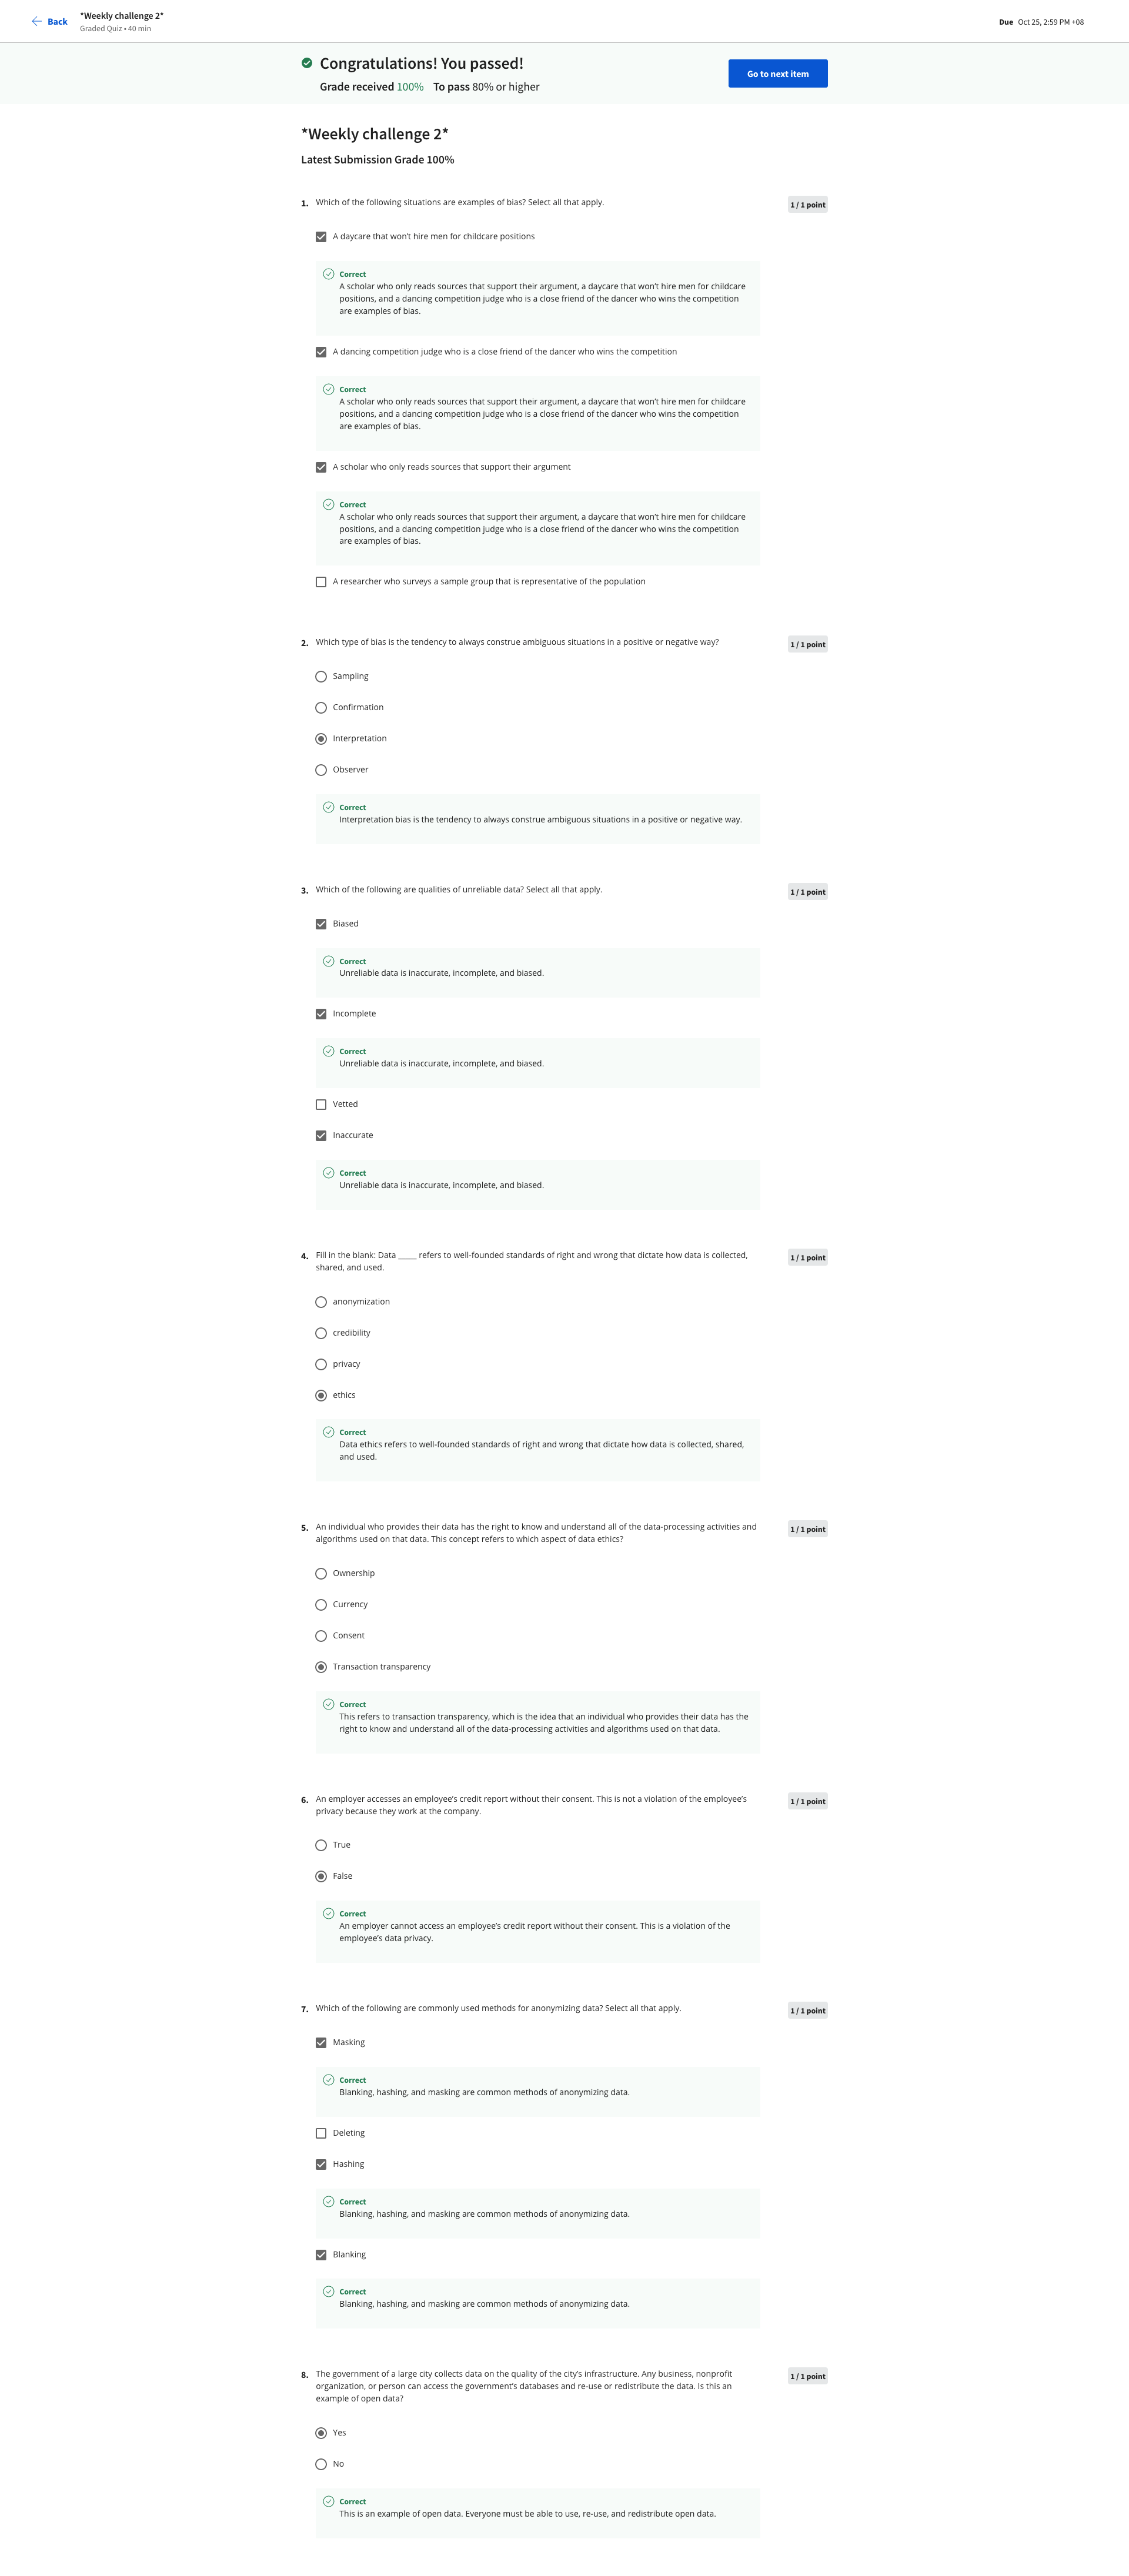 Back
*Weekly challenge 2*
Graded Quiz • 40 min
Due Oct 25, 2:59 PM +08
Congratulations! You passed!
Grade received 100% To pass 80% or higher
Go to next item
*Weekly challenge 2*
Latest Submission Grade 100%
1. Which of the following situations are examples of bias? Select all that apply.
1 / 1 point
A daycare that won’t hire men for childcare positions
Correct
A scholar who only reads sources that support their argument, a daycare that won’t hire men for childcare
positions, and a dancing competition judge who is a close friend of the dancer who wins the competition
are examples of bias.
A dancing competition judge who is a close friend of the dancer who wins the competition
Correct
A scholar who only reads sources that support their argument, a daycare that won’t hire men for childcare
positions, and a dancing competition judge who is a close friend of the dancer who wins the competition
are examples of bias.
A scholar who only reads sources that support their argument
Correct
A scholar who only reads sources that support their argument, a daycare that won’t hire men for childcare
positions, and a dancing competition judge who is a close friend of the dancer who wins the competition
are examples of bias.
A researcher who surveys a sample group that is representative of the population
2. Which type of bias is the tendency to always construe ambiguous situations in a positive or negative way?
1 / 1 point
Sampling
Confirmation
Interpretation
Observer
Correct
Interpretation bias is the tendency to always construe ambiguous situations in a positive or negative way.
3. Which of the following are qualities of unreliable data? Select all that apply.
1 / 1 point
Biased
Correct
Unreliable data is inaccurate, incomplete, and biased.
Incomplete
Correct
Unreliable data is inaccurate, incomplete, and biased.
Vetted
Inaccurate
Correct
Unreliable data is inaccurate, incomplete, and biased.
4. Fill in the blank: Data _____ refers to well-founded standards of right and wrong that dictate how data is collected,
shared, and used.
1 / 1 point
anonymization
credibility
privacy
ethics
Correct
Data ethics refers to well-founded standards of right and wrong that dictate how data is collected, shared,
and used.
5. An individual who provides their data has the right to know and understand all of the data-processing activities and
algorithms used on that data. This concept refers to which aspect of data ethics?
1 / 1 point
Ownership
Currency
Consent
Transaction transparency
Correct
This refers to transaction transparency, which is the idea that an individual who provides their data has the
right to know and understand all of the data-processing activities and algorithms used on that data.
6. An employer accesses an employee’s credit report without their consent. This is not a violation of the employee’s
privacy because they work at the company.
1 / 1 point
True
False
Correct
An employer cannot access an employee’s credit report without their consent. This is a violation of the
employee’s data privacy.
7. Which of the following are commonly used methods for anonymizing data? Select all that apply.
1 / 1 point
Masking
Correct
Blanking, hashing, and masking are common methods of anonymizing data.
Deleting
Hashing
Correct
Blanking, hashing, and masking are common methods of anonymizing data.
Blanking
Correct
Blanking, hashing, and masking are common methods of anonymizing data.
8. The government of a large city collects data on the quality of the city’s infrastructure. Any business, nonprofit
organization, or person can access the government’s databases and re-use or redistribute the data. Is this an
example of open data?
1 / 1 point
Yes
No
Correct
This is an example of open data. Everyone must be able to use, re-use, and redistribute open data.